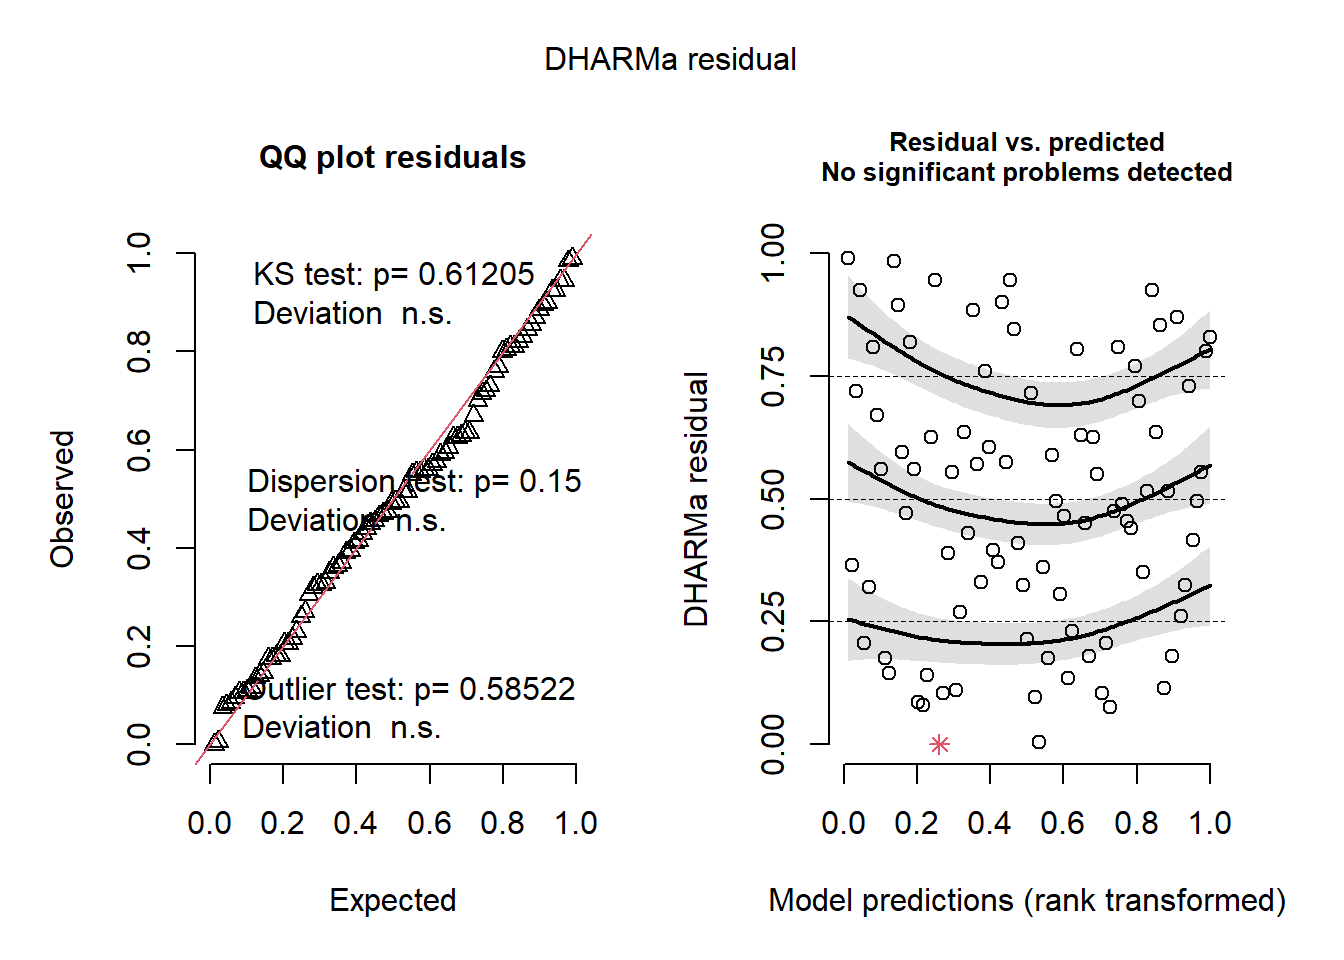 DHARMa residual
QQ plot residuals
KS test: p= 0.61205
Deviation  n.s.
Dispersion test: p= 0.15
Deviation  n.s.
Outlier test: p= 0.58522
Deviation  n.s.
Observed
0.0 0.2 0.4 0.6 0.8 1.0
0.0 0.2 0.4 0.6 0.8 1.0
Expected
Residual vs. predicted
No significant problems detected
DHARMa residual
0.00 0.25 0.50 0.75 1.00
0.0 0.2 0.4 0.6 0.8 1.0
Model predictions (rank transformed)